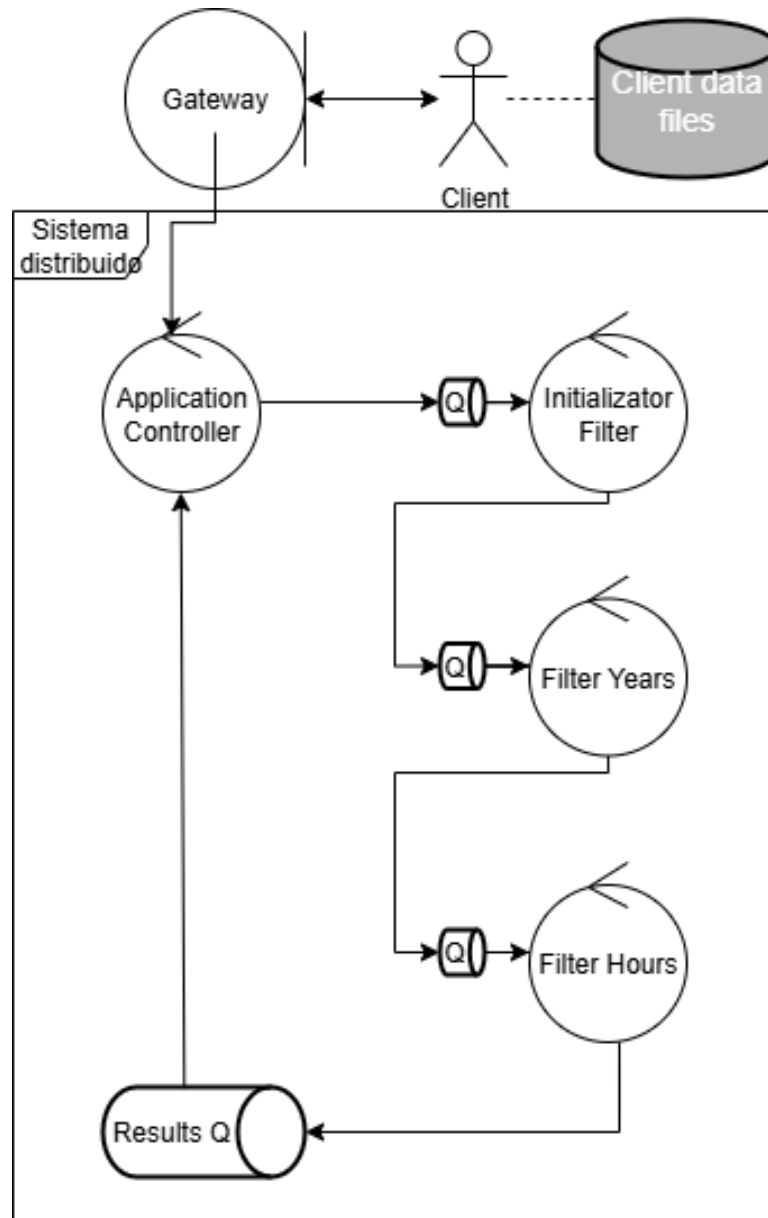 Gateway
Client data
files
Client
Sistema
distribuido
Application
Controller
Q
Initializator
Filter
Q
Filter Years
Q
Filter Hours
Results Q